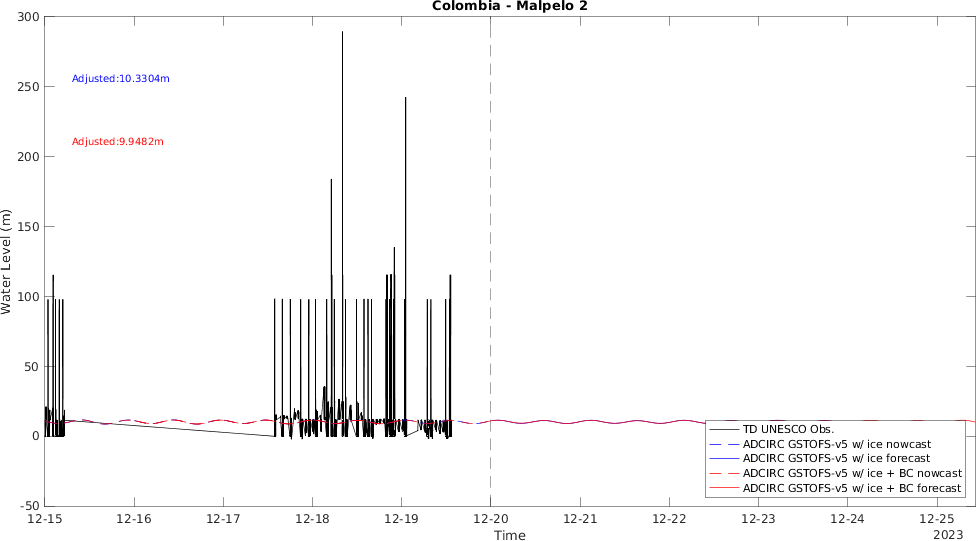 Colombia - Malpelo 2
300
250
200
150
100
50
0
-50
Water Level (m)
Adjusted:10.3304m
Adjusted:9.9482m
TD UNESCO Obs.
ADCIRC GSTOFS-v5 w/ ice nowcast
ADCIRC GSTOFS-v5 w/ ice forecast
ADCIRC GSTOFS-v5 w/ ice + BC nowcast
ADCIRC GSTOFS-v5 w/ ice + BC forecast
12-15 12-16 12-17 12-18 12-19 12-20 12-21 12-22 12-23 12-24 12-25
Time
2023